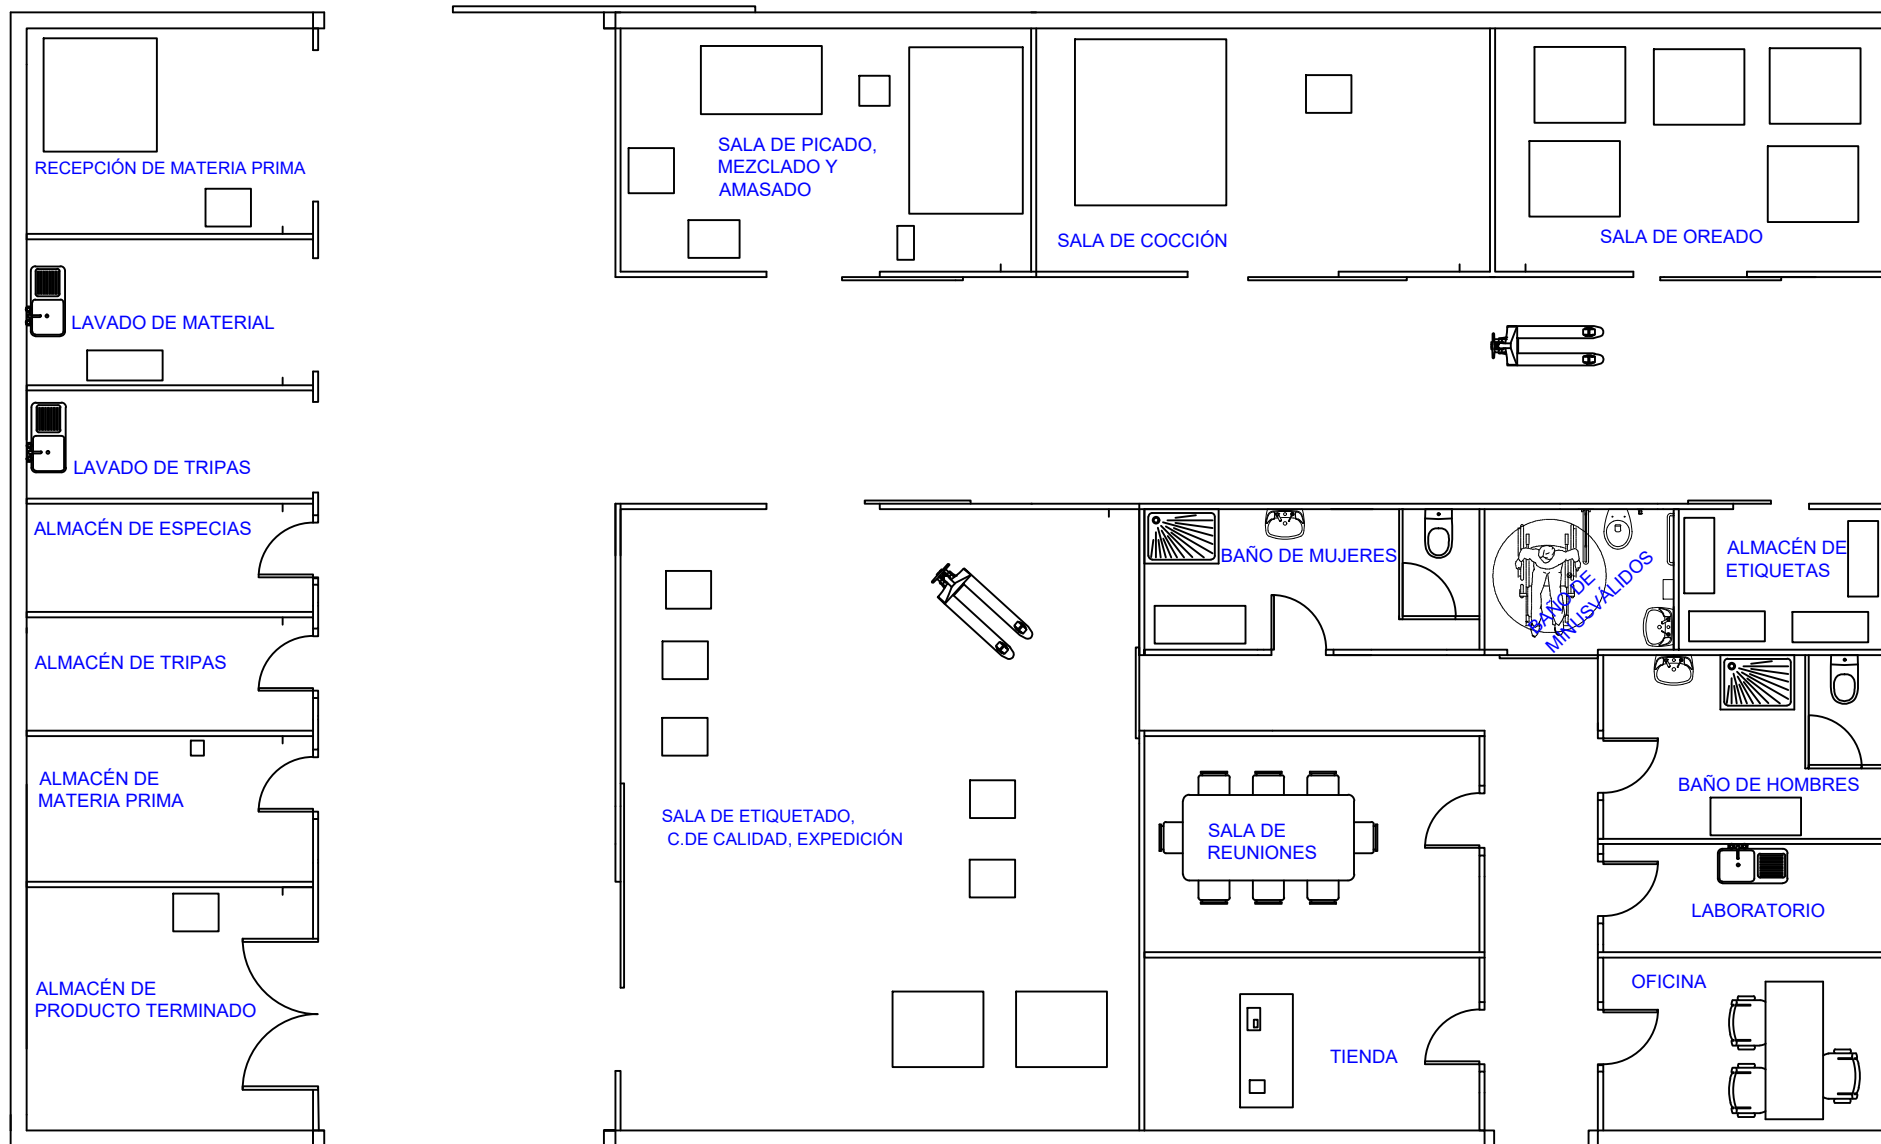 RECEPCIÓN DE MATERIA PRIMA
LAVADO DE MATERIAL
LAVADO DE TRIPAS
ALMACÉN DE ESPECIAS
ALMACÉN DE TRIPAS
ALMACÉN DE
MATERIA PRIMA
ALMACÉN DE
PRODUCTO TERMINADO
SALA DE PICADO,
MEZCLADO Y
AMASADO
SALA DE COCCIÓN
SALA DE OREADO
SALA DE ETIQUETADO,
C.DE CALIDAD, EXPEDICIÓN
BAÑO DE MUJERES
BAÑO DE
MINUSVÁLIDOS
ALMACÉN DE
ETIQUETAS
BAÑO DE HOMBRES
SALA DE
REUNIONES
LABORATORIO
OFICINA
TIENDA